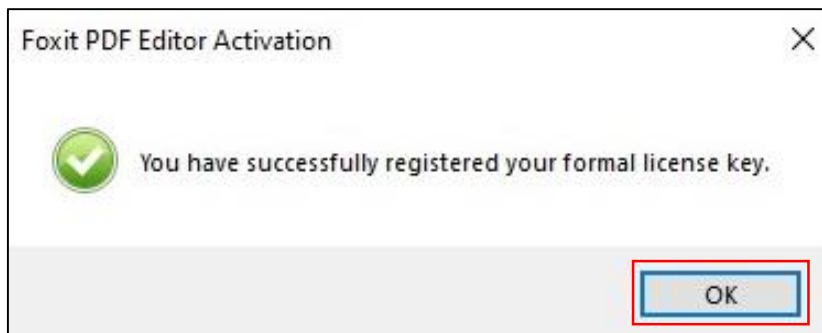 Foxit PDF Editor Activation
You have successfully registered your formal license key.
OK